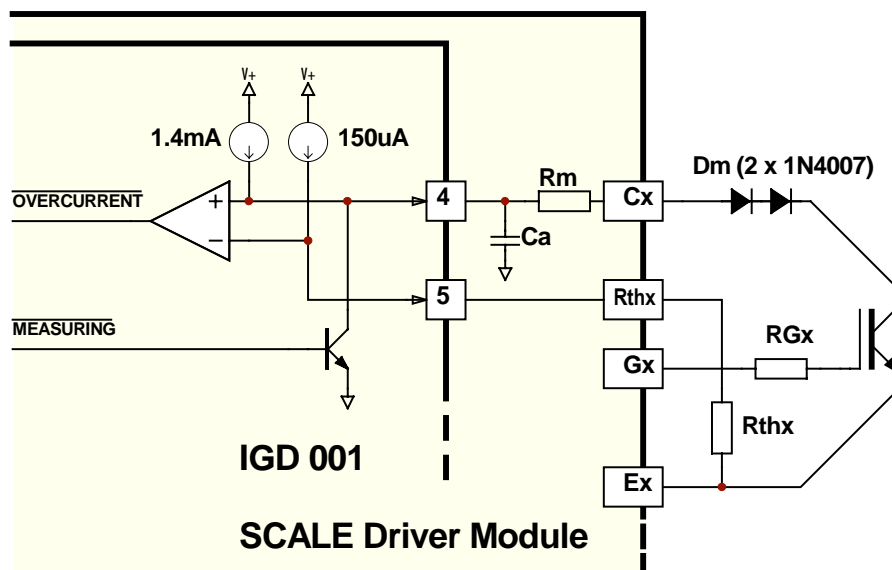 V+ V+
1.4mA 150uA
Dm (2 x 1N4007)
OVERCURRENT
+
−
4
Rm
Cx
Ca
5
Rthx
MEASURING
RGx
Gx
Rthx
IGD 001
Ex
SCALE Driver Module